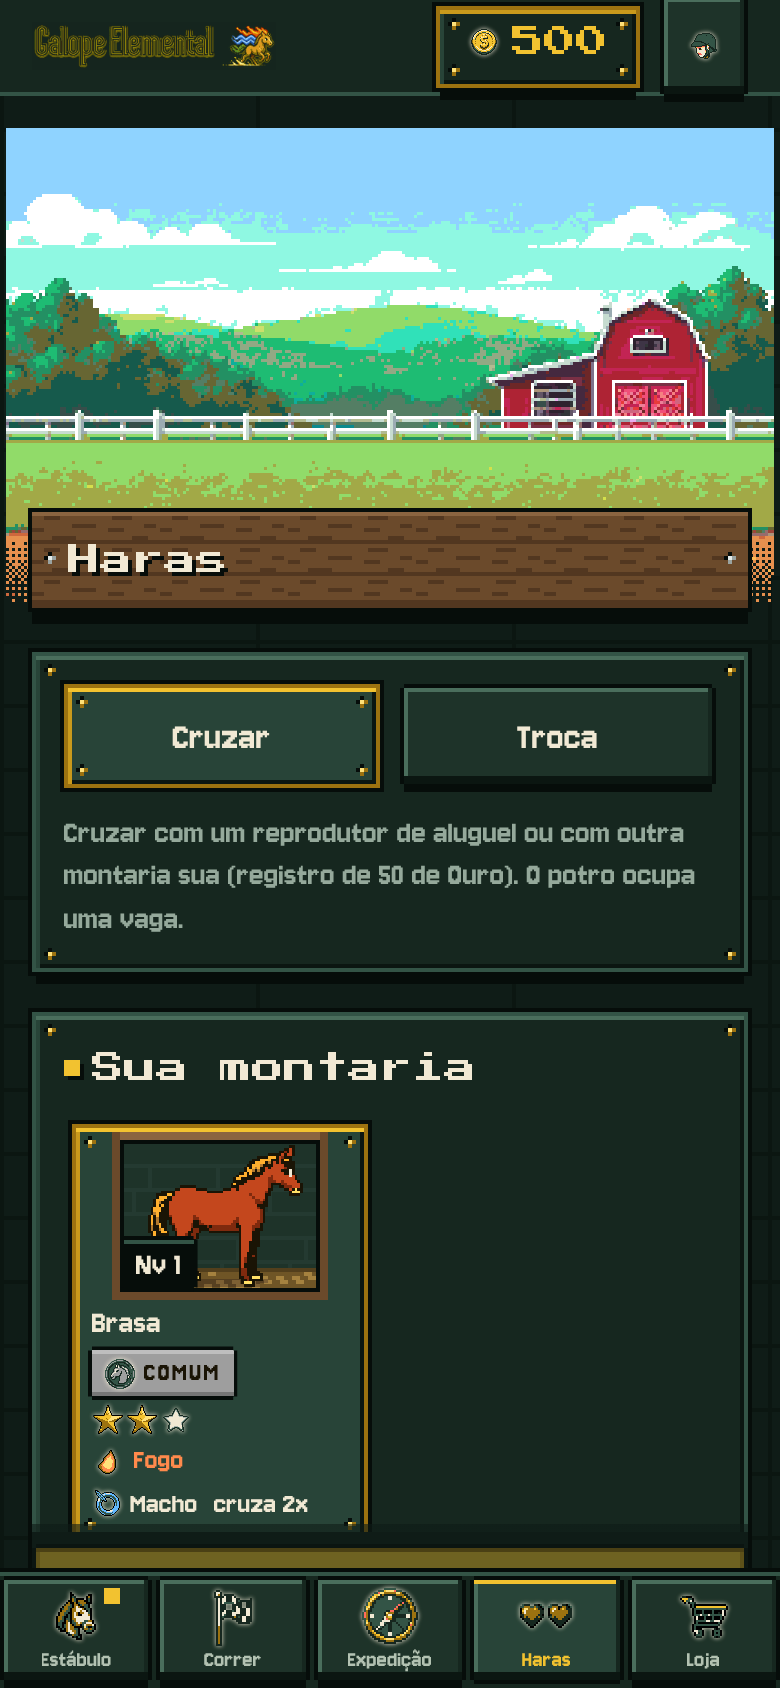 Galope Elemental
500
Haras
Cruzar
Troca
Cruzar com um reprodutor de aluguel ou com outra
montaria sua (registro de 50 de Ouro). O potro ocupa
uma vaga.
Sua montaria
Nv 1
Brasa
COMUM
Fogo
Macho cruza 2x
Estábulo
Correr
Expedição
Haras
Loja